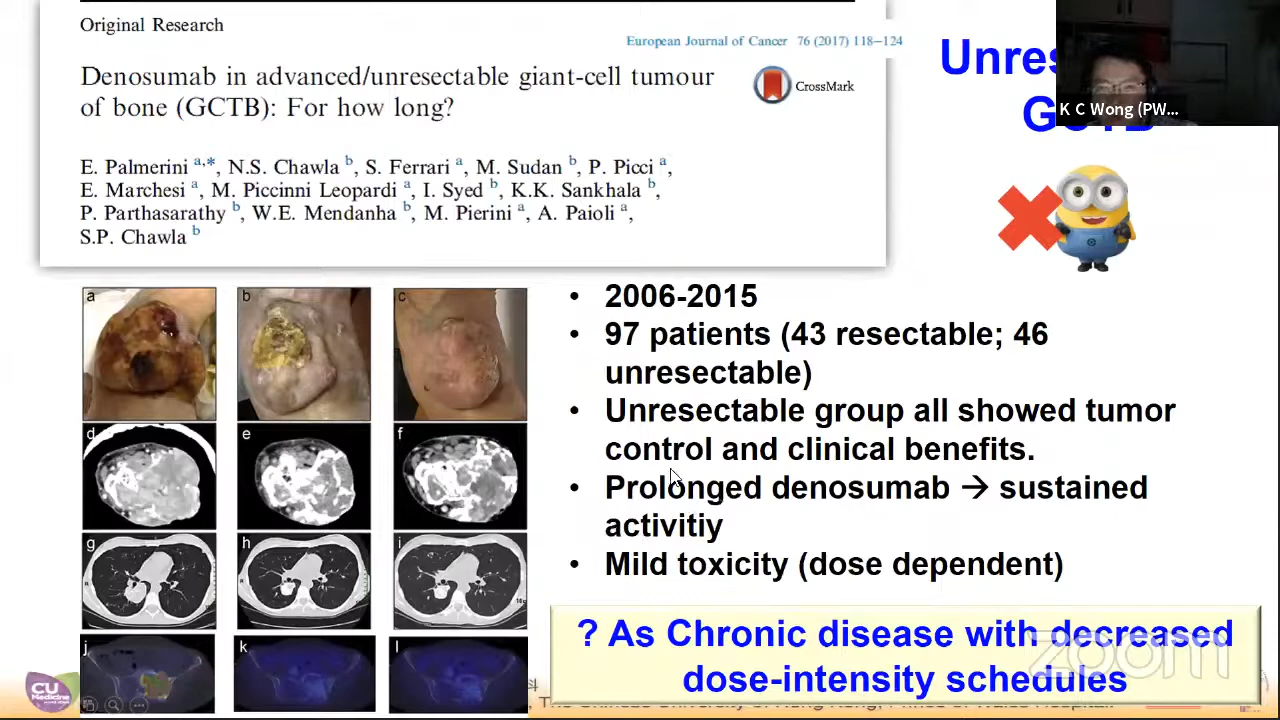 Original Research
European Journal of Cancer 76 (2017) 118–124
Denosumab in advanced/unresectable giant-cell tumour
of bone (GCTB): For how long?
CrossMark
E. Palmerini a,*, N.S. Chawla b, S. Ferrari a, M. Sudan b, P. Picci a,
E. Marchesi a, M. Piccinni Leopardi a, I. Syed b, K.K. Sankhala b,
P. Parthasarathy b, W.E. Mendanha b, M. Pierini a, A. Paioli a,
S.P. Chawla b
K C Wong (PW...
a b c
d e f
g h i
j k l
• 2006-2015
• 97 patients (43 resectable; 46
unresectable)
• Unresectable group all showed tumor
control and clinical benefits.
• Prolonged denosumab → sustained
activitiy
• Mild toxicity (dose dependent)
? As Chronic disease with decreased
dose-intensity schedules
zoom
CU
Medicine